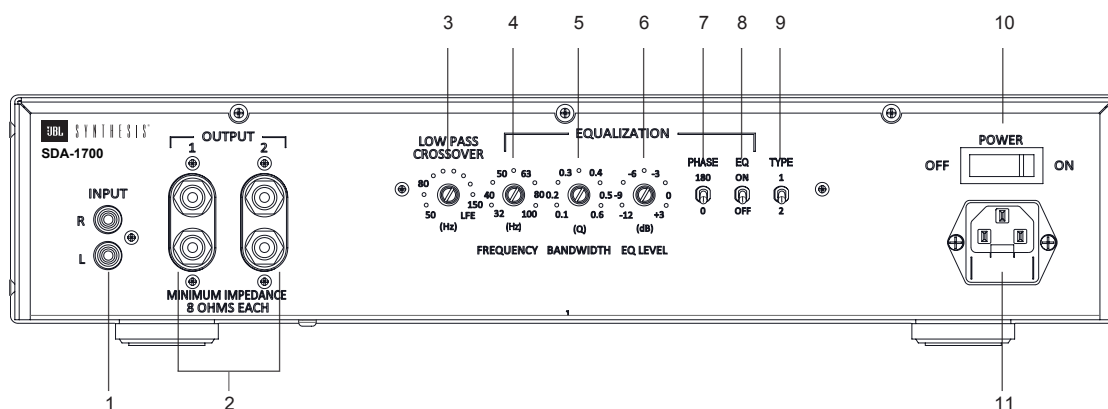 3 4 5 6 7 8 9 10
JBL SYNTHESIS
SDA-1700
OUTPUT
1 2
INPUT
R
L
MINIMUM IMPEDANCE
8 OHMS EACH
LOW PASS
CROSSOVER
80
150
50 LFE
(Hz)
EQUALIZATION
50 63
40 80
32 100
(Hz)
FREQUENCY
0.3 0.4
0.2 0.5
0.1 0.6
(Q)
BANDWIDTH
-6 -3
-9 0
-12 +3
(dB)
EQ LEVEL
PHASE
180
0
EQ
ON
OFF
TYPE
1
2
POWER
OFF ON
1 2 11